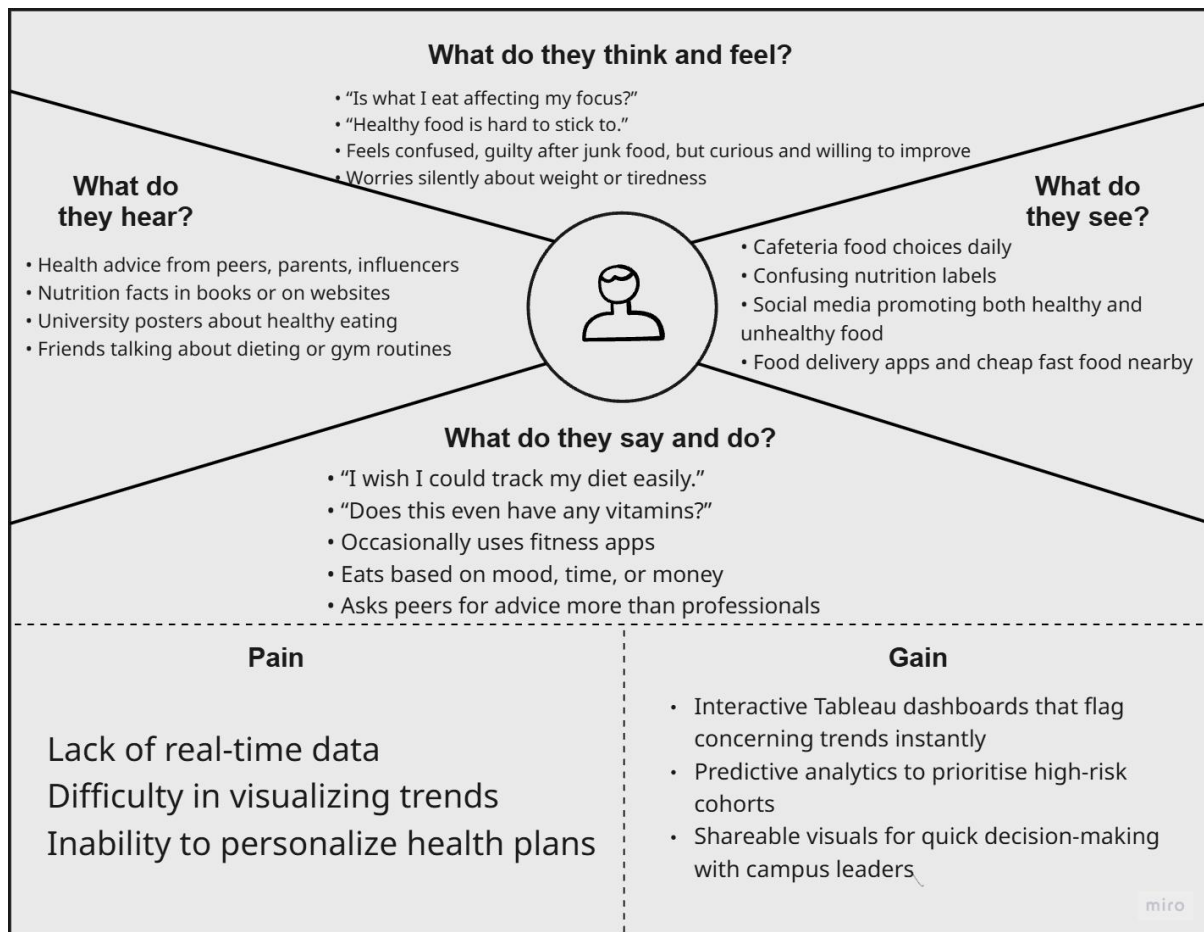 What do they think and feel?
• “Is what I eat affecting my focus?”
• “Healthy food is hard to stick to.”
• Feels confused, guilty after junk food, but curious and willing to improve
• Worries silently about weight or tiredness
What do
they hear?
• Health advice from peers, parents, influencers
• Nutrition facts in books or on websites
• University posters about healthy eating
• Friends talking about dieting or gym routines
What do
they see?
• Cafeteria food choices daily
• Confusing nutrition labels
• Social media promoting both healthy and
unhealthy food
• Food delivery apps and cheap fast food nearby
What do they say and do?
• “I wish I could track my diet easily.”
• “Does this even have any vitamins?”
• Occasionally uses fitness apps
• Eats based on mood, time, or money
• Asks peers for advice more than professionals
Pain
Lack of real-time data
Difficulty in visualizing trends
Inability to personalize health plans
Gain
• Interactive Tableau dashboards that flag
concerning trends instantly
• Predictive analytics to prioritise high-risk
cohorts
• Shareable visuals for quick decision-making
with campus leaders
miro